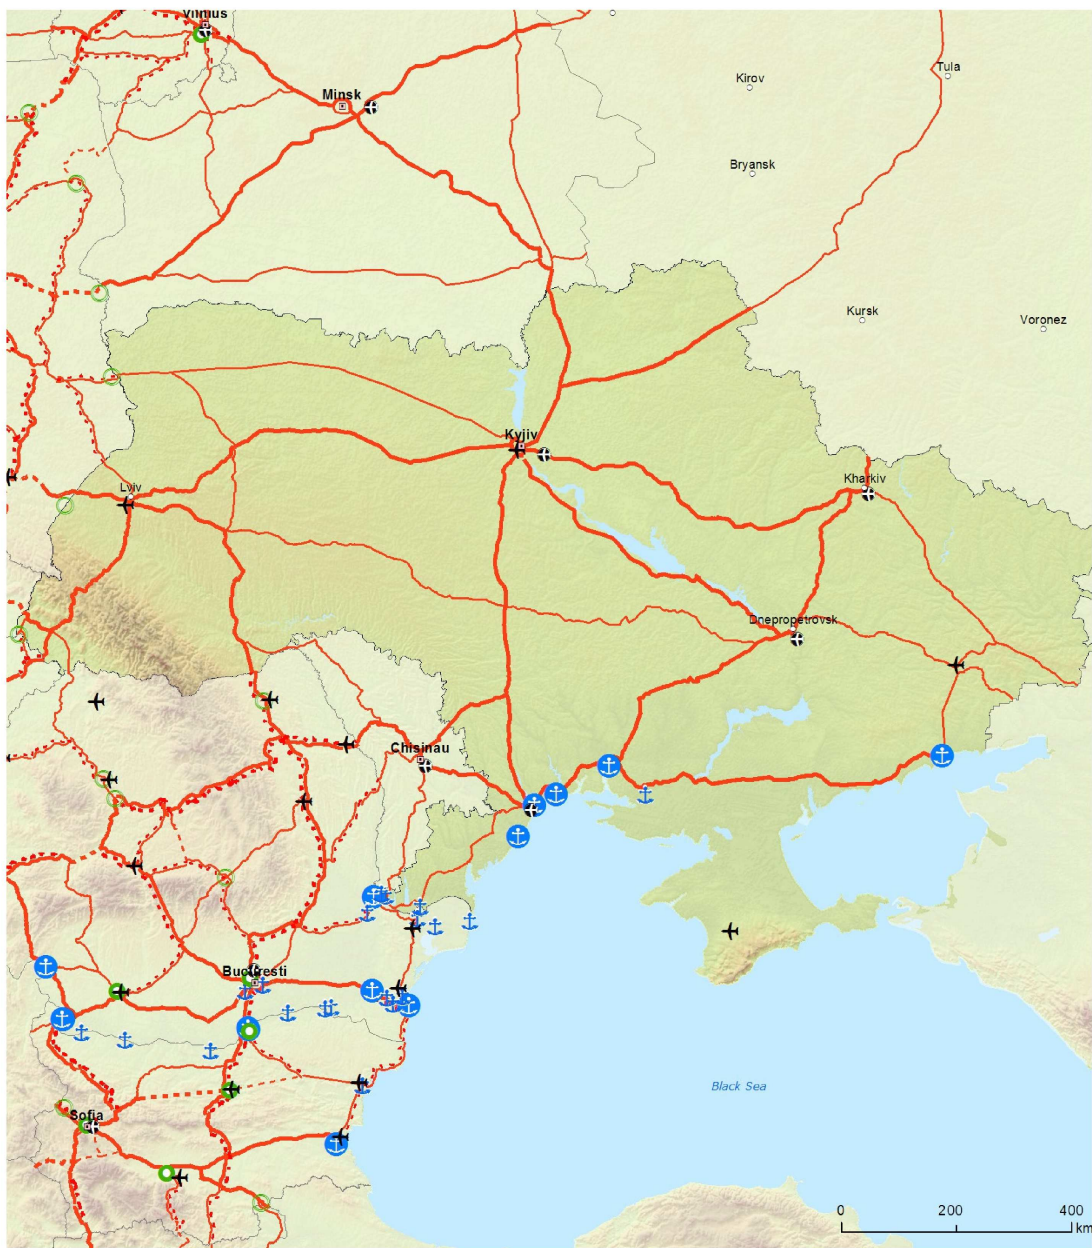 Vilnius
Tula
Kirov
Minsk
Bryansk
Kursk
Voronez
Kyjiv
Kharkiv
Lviv
Dnepropetrovsk
Chisinau
Bucuresti
Black Sea
Sofia
0 200 400
km